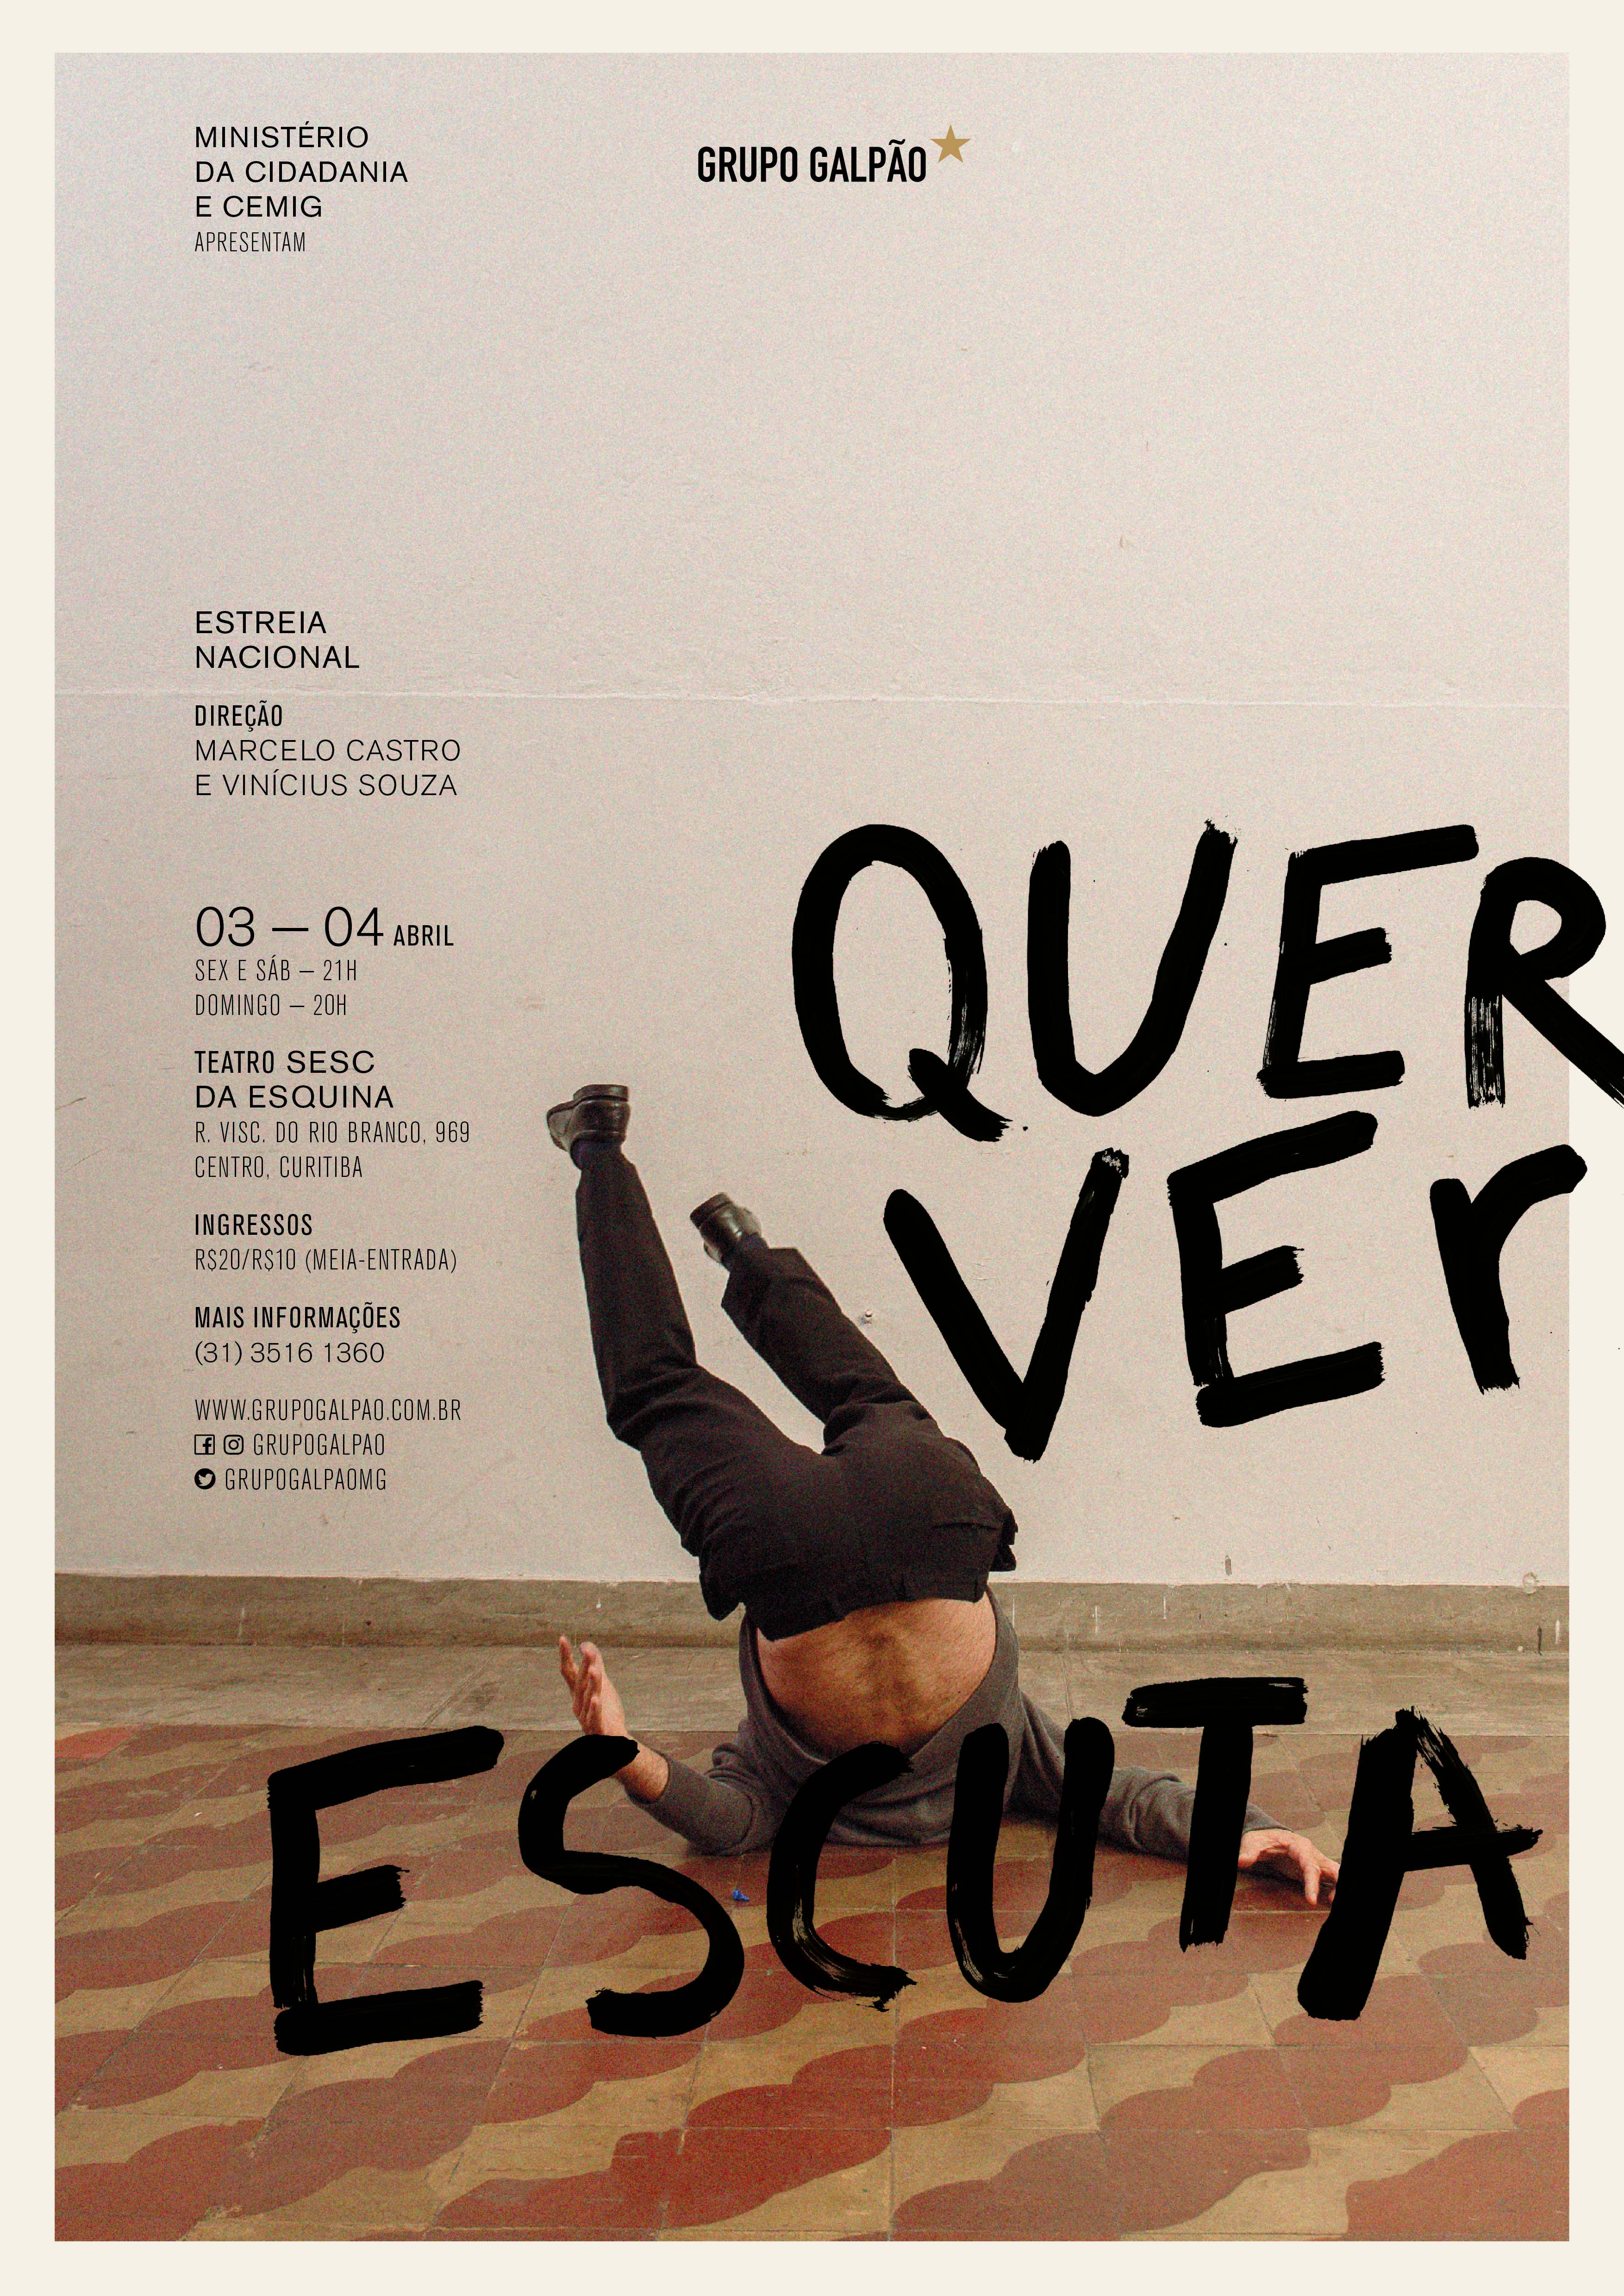 MINISTÉRIO
DA CIDADANIA
E CEMIG
APRESENTAM
GRUPO GALPÃO
ESTREIA
NACIONAL
DIREÇÃO
MARCELO CASTRO
E VINÍCIUS SOUZA
03 — 04 ABRIL
SEX E SÁB — 21H
DOMINGO — 20H
TEATRO SESC
DA ESQUINA
R. VISC. DO RIO BRANCO, 969
CENTRO, CURITIBA
INGRESSOS
R$20/R$10 (MEIA-ENTRADA)
MAIS INFORMAÇÕES
(31) 3516 1360
WWW.GRUPOGALPAO.COM.BR
GRUPOGALPAO
GRUPOGALPAOMG
QUER
VEr
ESCUTA